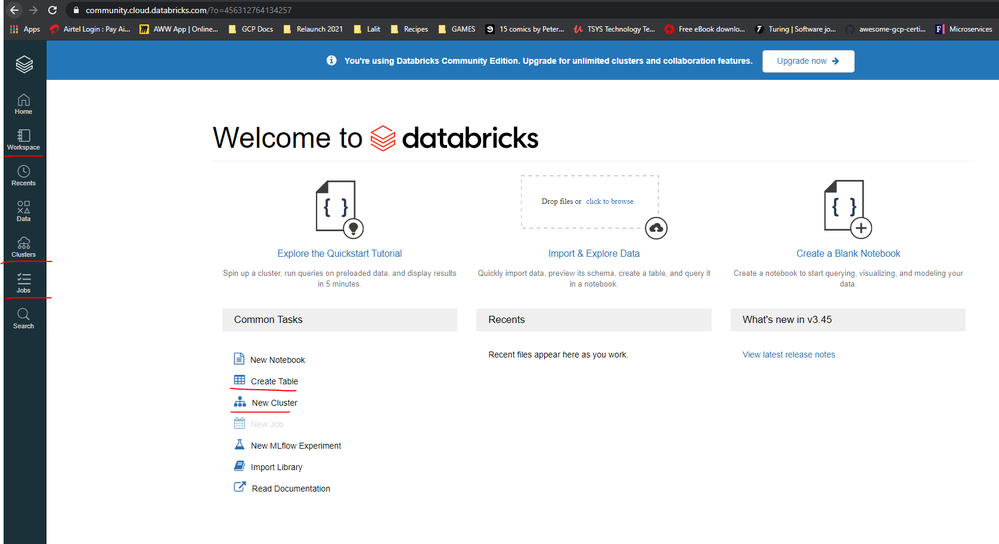 community.cloud.databricks.com/?o=456312764134257
Apps Airtel Login : Pay Ai... AWW App | Online... GCP Docs Relaunch 2021 Lalit Recipes GAMES 15 comics by Peter... TSYS Technology Te... Free eBook downlo... Turing | Software jo... awesome-gcp-certi... Microservices
You're using Databricks Community Edition. Upgrade for unlimited clusters and collaboration features. Upgrade now
Home
Workspace
Recents
Data
Clusters
Jobs
Search
Welcome to databricks
Drop files or click to browse
Explore the Quickstart Tutorial
Spin up a cluster, run queries on preloaded data, and display results
in 5 minutes.
Import & Explore Data
Quickly import data, preview its schema, create a table, and query it
in a notebook.
Create a Blank Notebook
Create a notebook to start querying, visualizing, and modeling your
data.
Common Tasks
New Notebook
Create Table
New Cluster
New Job
New MLflow Experiment
Import Library
Read Documentation
Recents
Recent files appear here as you work.
What's new in v3.45
View latest release notes